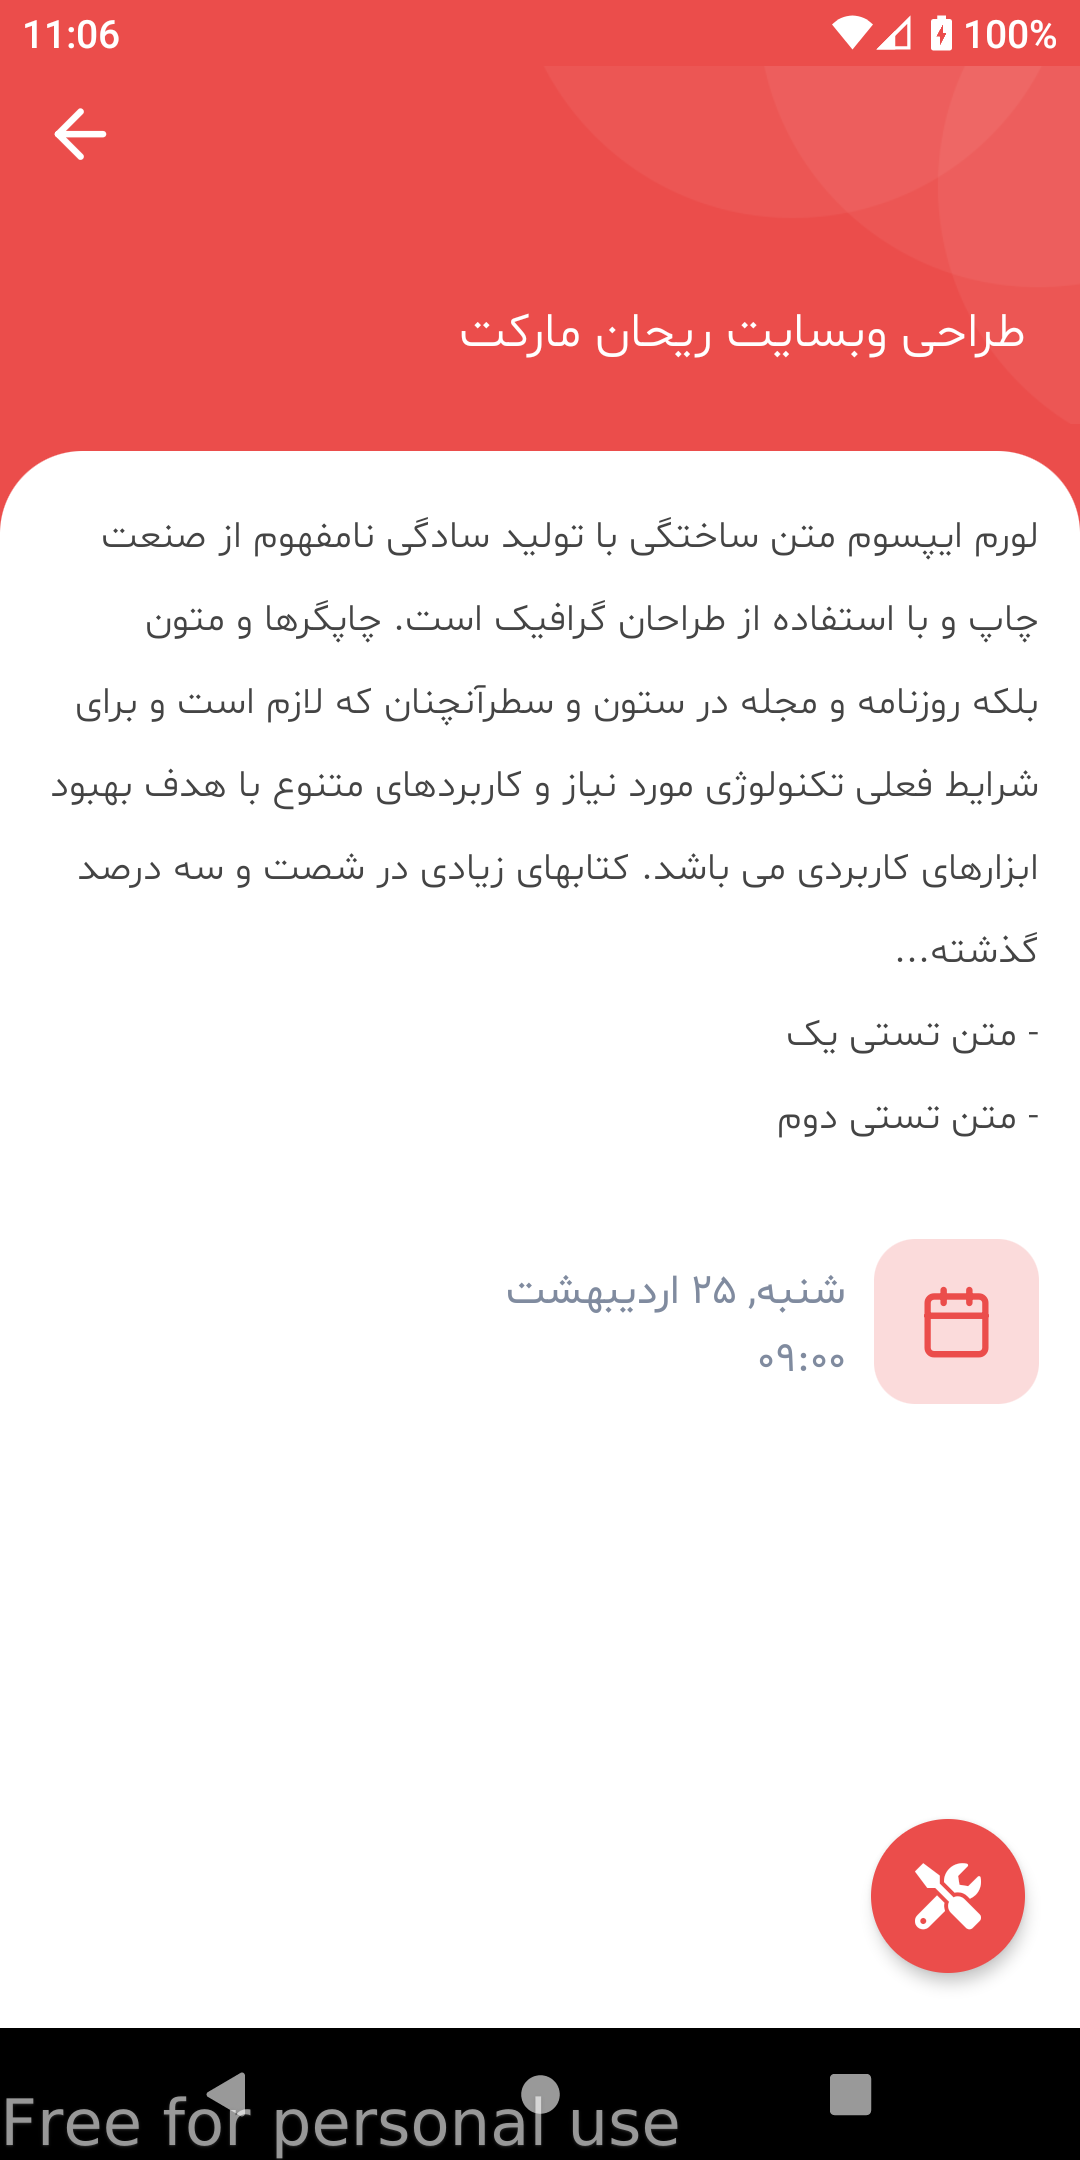 11:06
100%
طراحی وبسایت ریحان مارکت
لورم ایپسوم متن ساختگی با تولید سادگی نامفهوم از صنعت
چاپ و با استفاده از طراحان گرافیک است. چاپگرها و متون
بلکه روزنامه و مجله در ستون و سطرآنچنان که لازم است و برای
شرایط فعلی تکنولوژی مورد نیاز و کاربردهای متنوع با هدف بهبود
ابزارهای کاربردی می باشد. کتابهای زیادی در شصت و سه درصد
گذشته...
- متن تستی یک
- متن تستی دوم
شنبه, ۲۵ اردیبهشت
۰۹:۰۰
Free for personal use